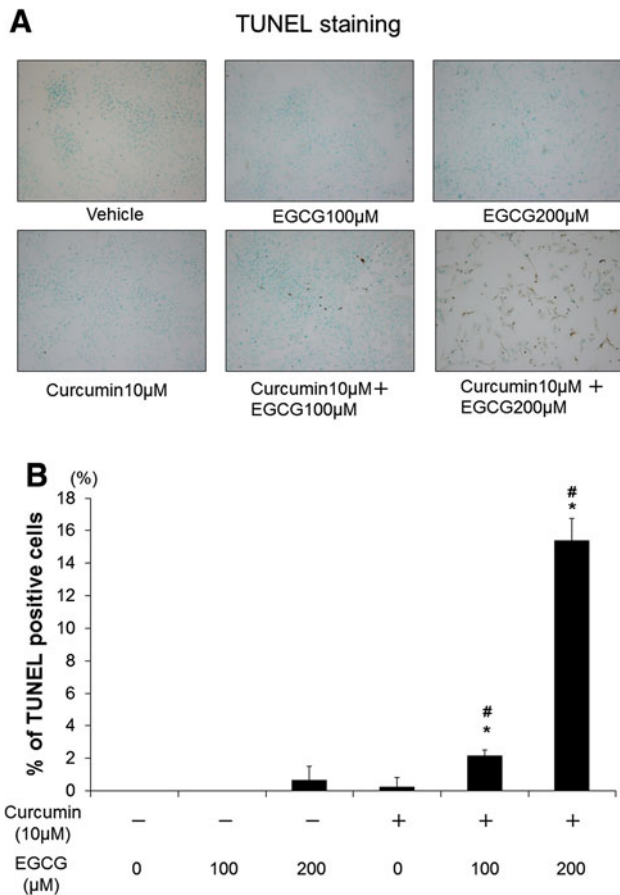 A
TUNEL staining
Vehicle
EGCG100μM
EGCG200μM
Curcumin10μM
Curcumin10μM+
EGCG100μM
Curcumin10μM +
EGCG200μM
B
(%)
% of TUNEL positive cells
18
16
14
12
10
8
6
4
2
0
#
*
#
*
Curcumin
(10μM)
− − − + + +
EGCG
(μM)
0 100 200 0 100 200